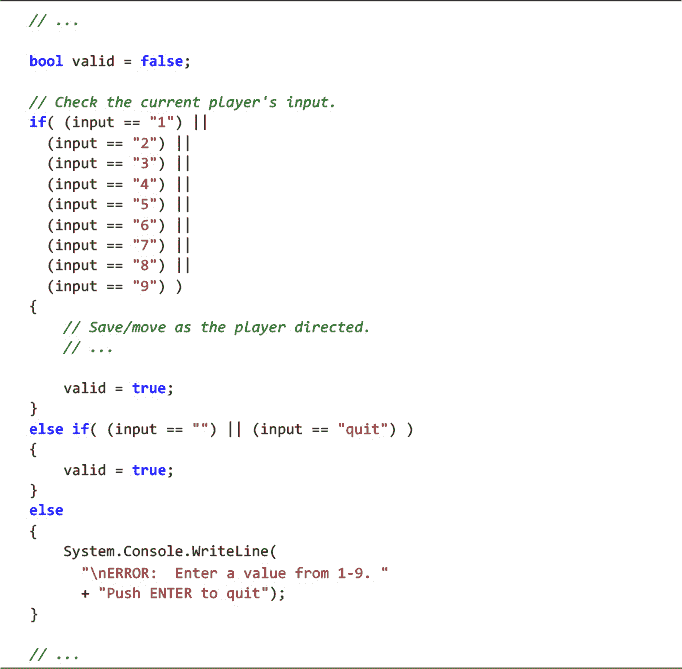 // ...
bool valid = false;
// Check the current player's input.
if( (input == "1") ||
(input == "2") ||
(input == "3") ||
(input == "4") ||
(input == "5") ||
(input == "6") ||
(input == "7") ||
(input == "8") ||
(input == "9") )
{
// Save/move as the player directed.
// ...
valid = true;
}
else if( (input == "") || (input == "quit") )
{
valid = true;
}
else
{
System.Console.WriteLine(
"\nERROR:  Enter a value from 1-9. "
+ "Push ENTER to quit");
}
// ...